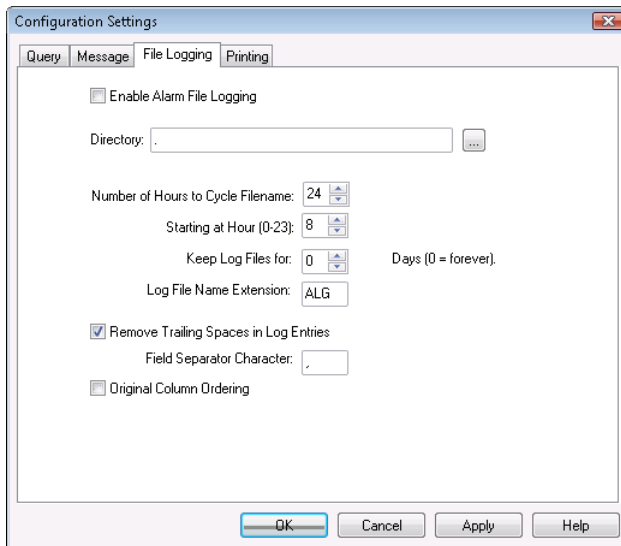 Configuration Settings
Query Message File Logging Printing
Enable Alarm File Logging
Directory: . ...
Number of Hours to Cycle Filename: 24
Starting at Hour (0-23): 8
Keep Log Files for: 0 Days (0 = forever).
Log File Name Extension: ALG
Remove Trailing Spaces in Log Entries
Field Separator Character: ,
Original Column Ordering
OK Cancel Apply Help